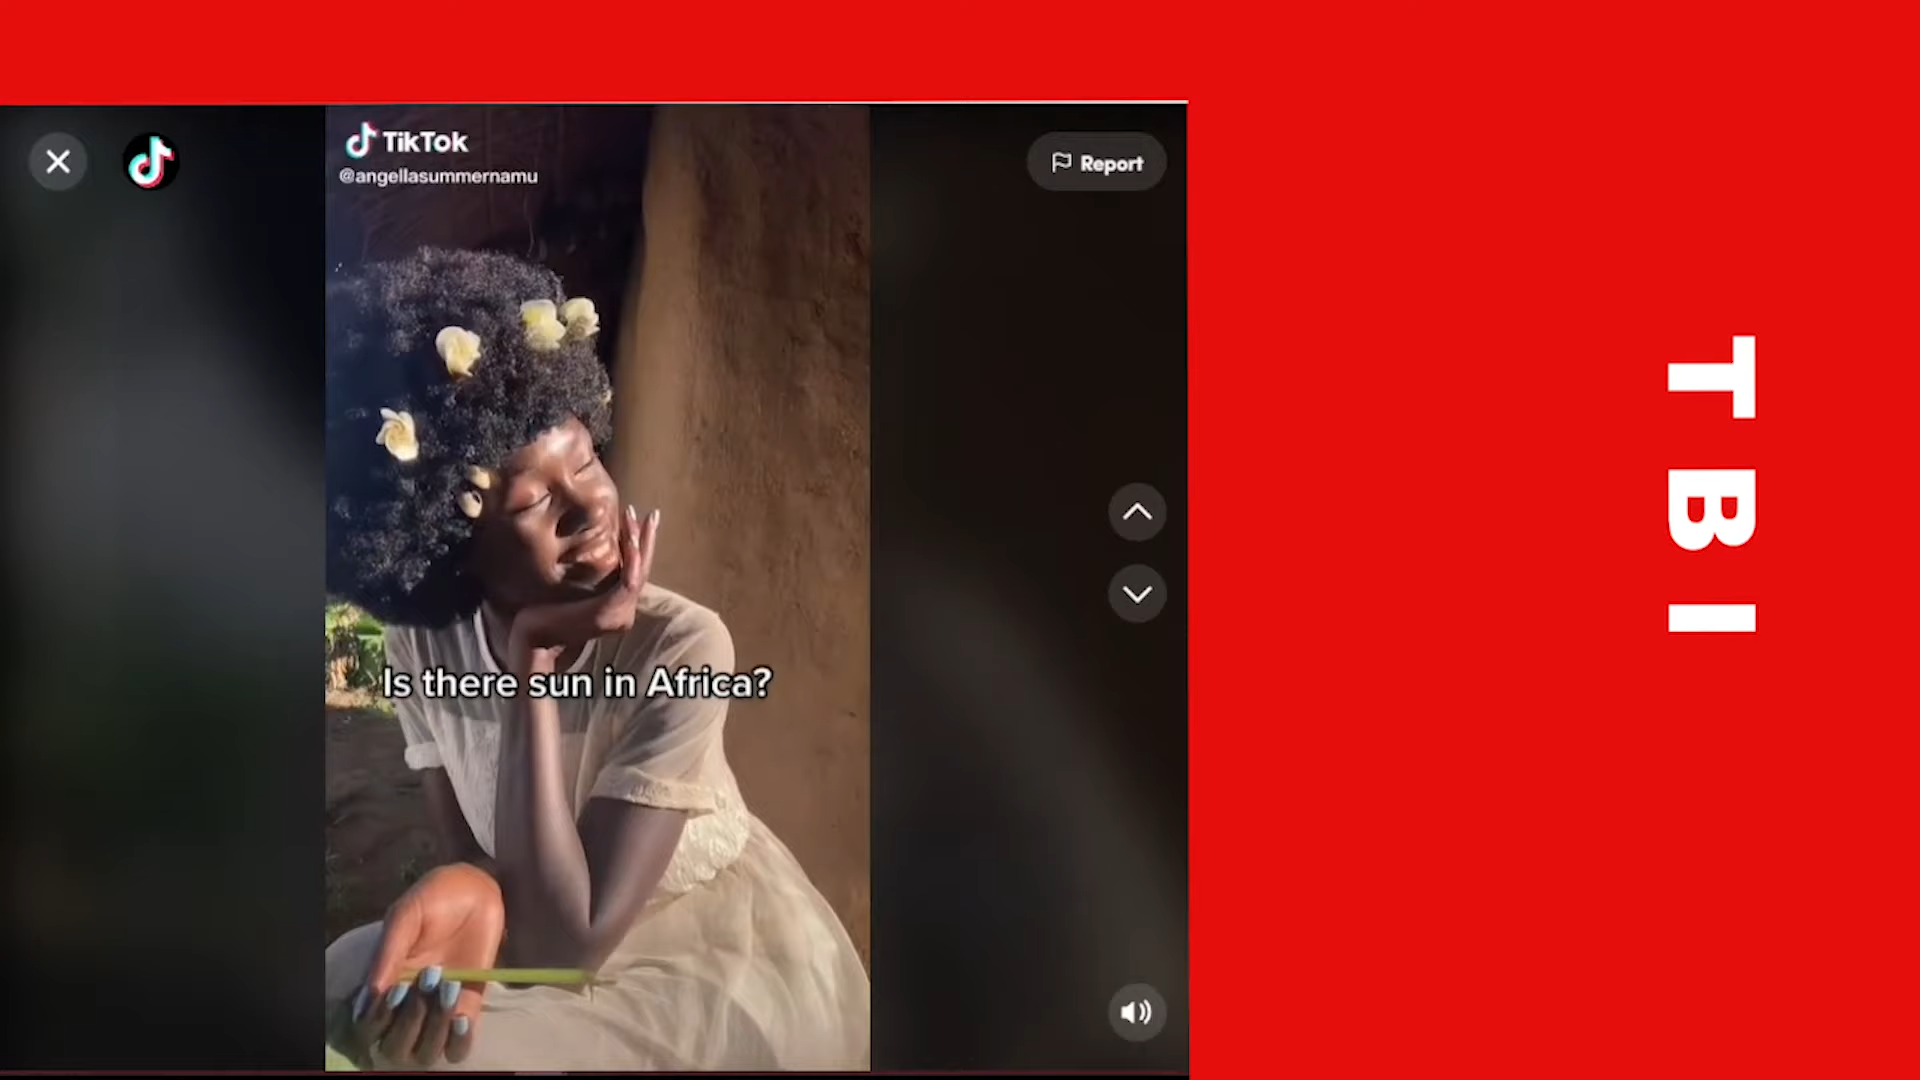 TikTok
@angellasummernamu
Report
Is there sun in Africa?
TBI